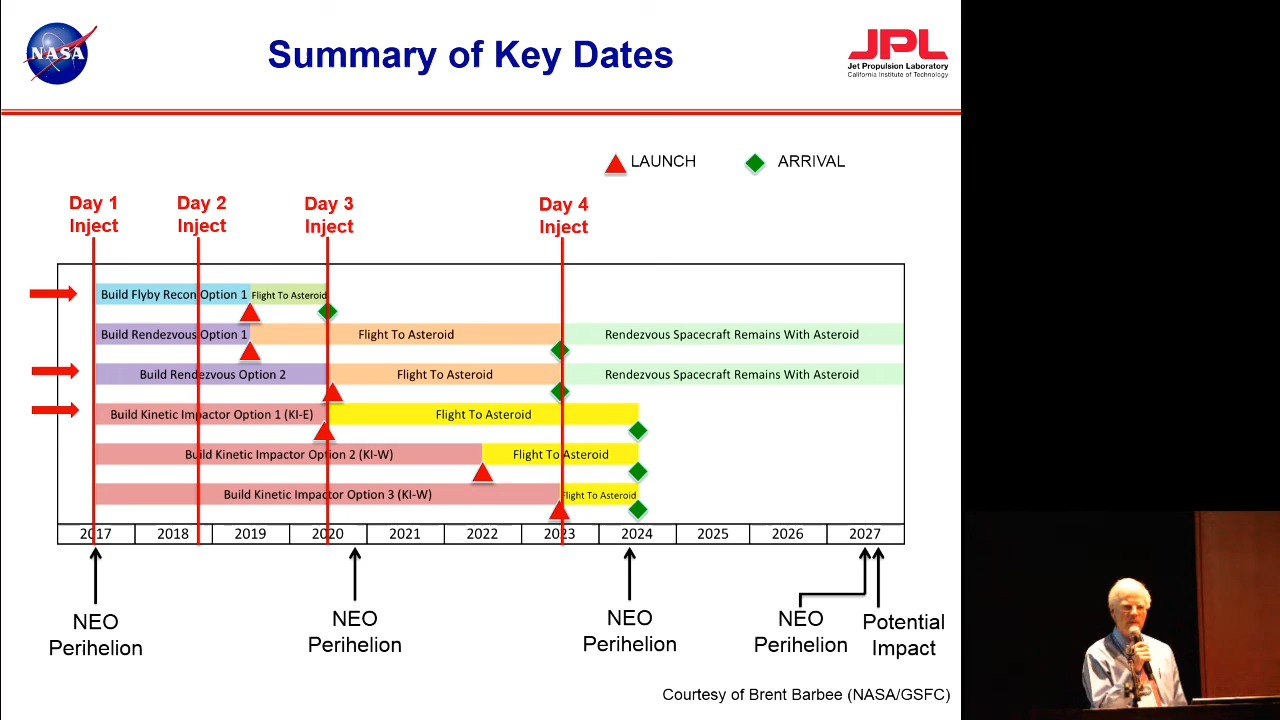 NASA
Summary of Key Dates
JPL
Jet Propulsion Laboratory
California Institute of Technology
LAUNCH
ARRIVAL
Day 1
Inject
Day 2
Inject
Day 3
Inject
Day 4
Inject
Build Flyby Recon Option 1
Flight To Asteroid
Build Rendezvous Option 1
Flight To Asteroid
Rendezvous Spacecraft Remains With Asteroid
Build Rendezvous Option 2
Flight To Asteroid
Rendezvous Spacecraft Remains With Asteroid
Build Kinetic Impactor Option 1 (KI-E)
Flight To Asteroid
Build Kinetic Impactor Option 2 (KI-W)
Flight To Asteroid
Build Kinetic Impactor Option 3 (KI-W)
Flight To Asteroid
2017 2018 2019 2020 2021 2022 2023 2024 2025 2026 2027
NEO
Perihelion
NEO
Perihelion
NEO
Perihelion
NEO
Perihelion
Potential
Impact
Courtesy of Brent Barbee (NASA/GSFC)